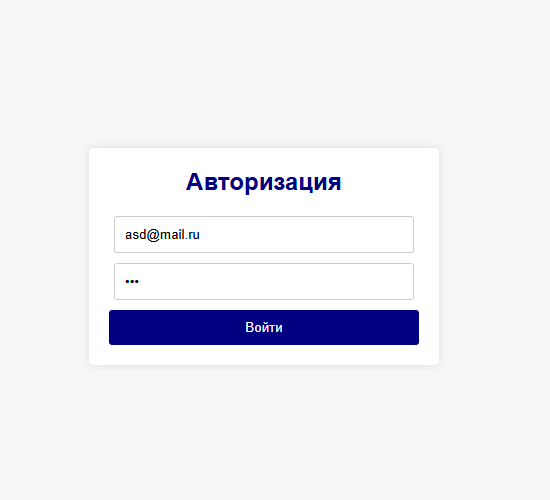 Авторизация
asd@mail.ru
•••
Войти